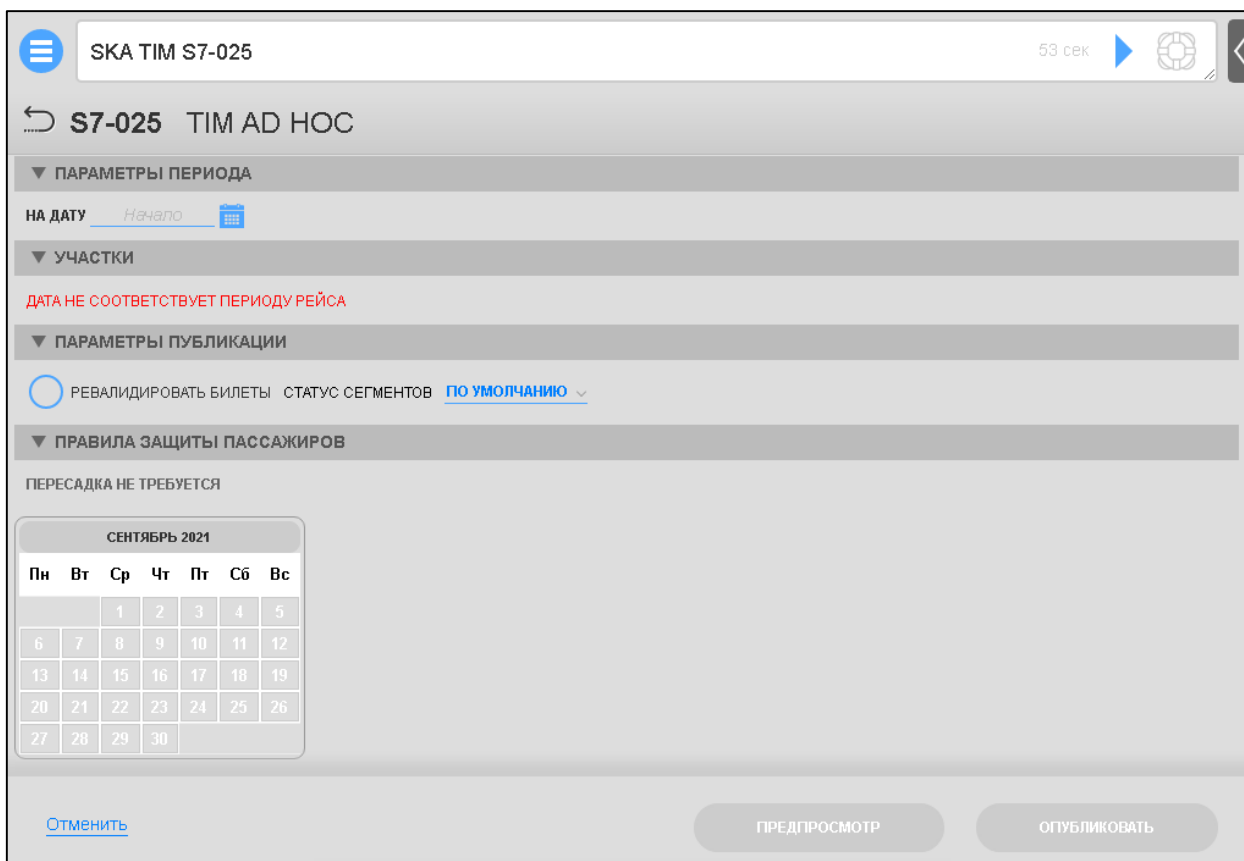 SKA TIM S7-025 53 сек
S7-025 TIM AD HOC
ПАРАМЕТРЫ ПЕРИОДА
НА ДАТУ Начало
УЧАСТКИ
ДАТА НЕ СООТВЕТСТВУЕТ ПЕРИОДУ РЕЙСА
ПАРАМЕТРЫ ПУБЛИКАЦИИ
РЕВАЛИДИРОВАТЬ БИЛЕТЫ СТАТУС СЕГМЕНТОВ ПО УМОЛЧАНИЮ
ПРАВИЛА ЗАЩИТЫ ПАССАЖИРОВ
ПЕРЕСАДКА НЕ ТРЕБУЕТСЯ
СЕНТЯБРЬ 2021
Пн Вт Ср Чт Пт Сб Вс
1 2 3 4 5
6 7 8 9 10 11 12
13 14 15 16 17 18 19
20 21 22 23 24 25 26
27 28 29 30
Отменить ПРЕДПРОСМОТР ОПУБЛИКОВАТЬ